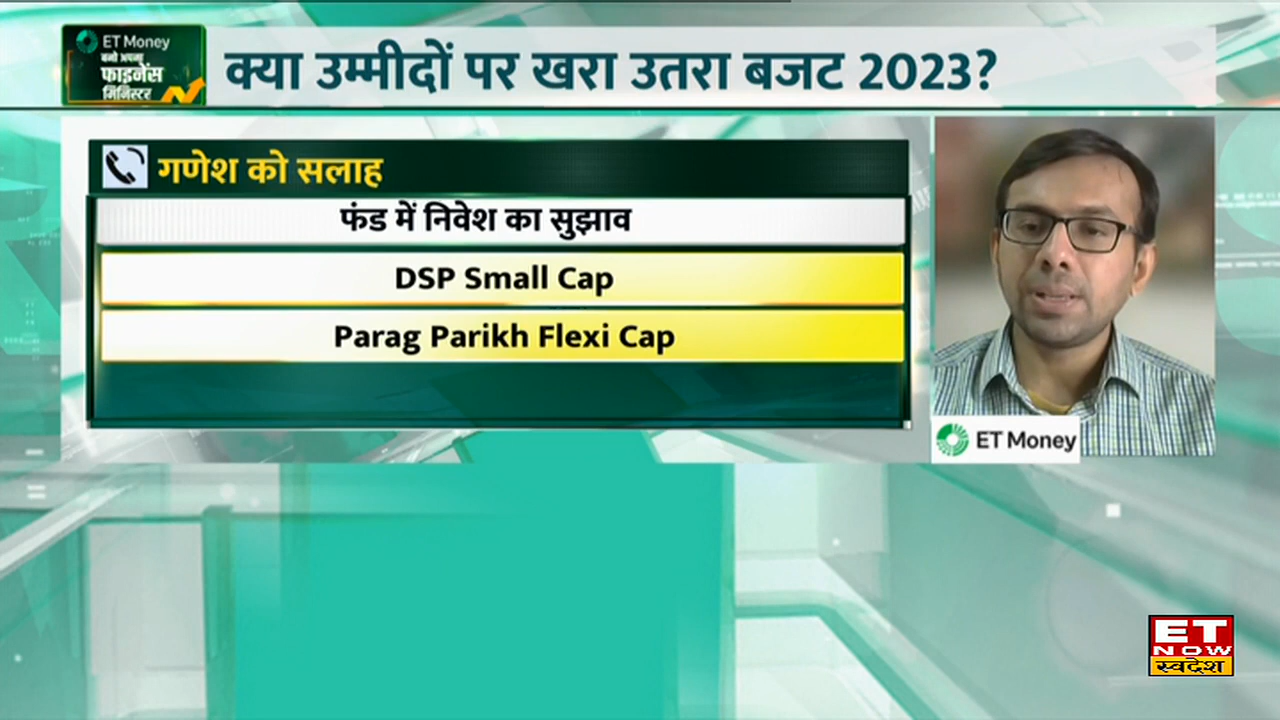 ET Money
बनो अपना
फाइनेंस
मिनिस्टर
क्या उम्मीदों पर खरा उतरा बजट 2023?
गणेश को सलाह
फंड में निवेश का सुझाव
DSP Small Cap
Parag Parikh Flexi Cap
ET Money
ET
NOW
स्वदेश